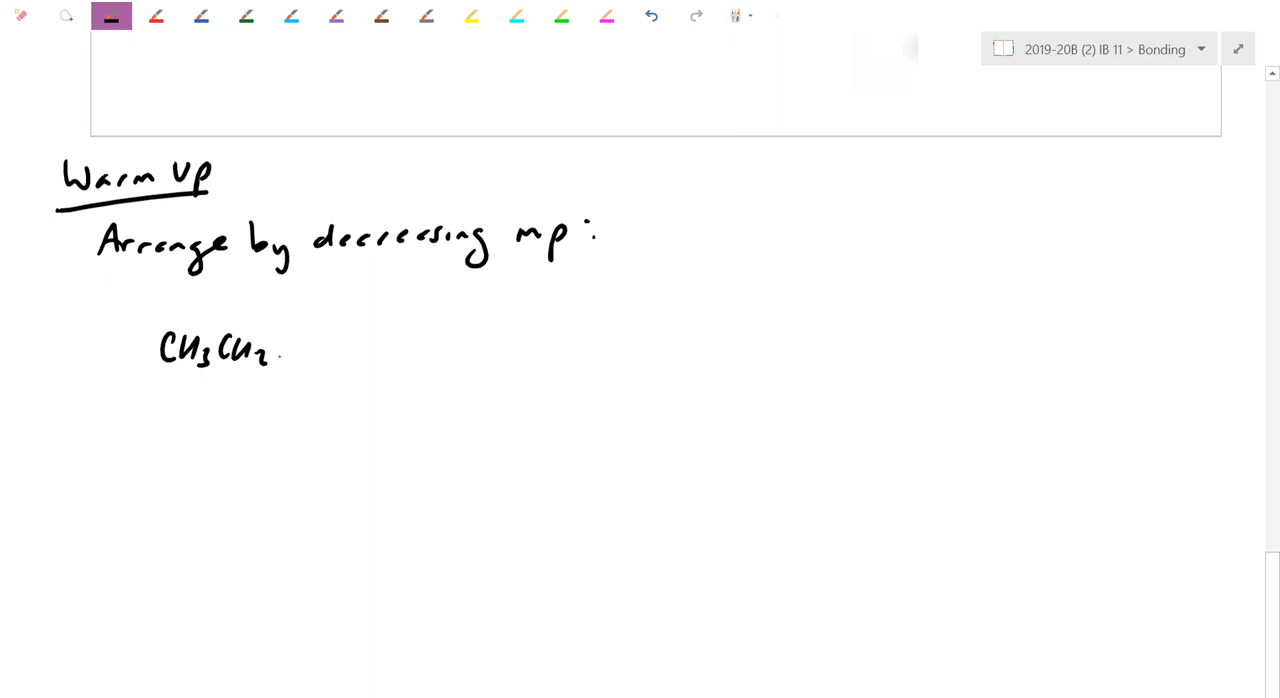 2019-20B (2) IB 11 > Bonding
Warm Up
Arrange by decreasing mp:
CH₃CH₂